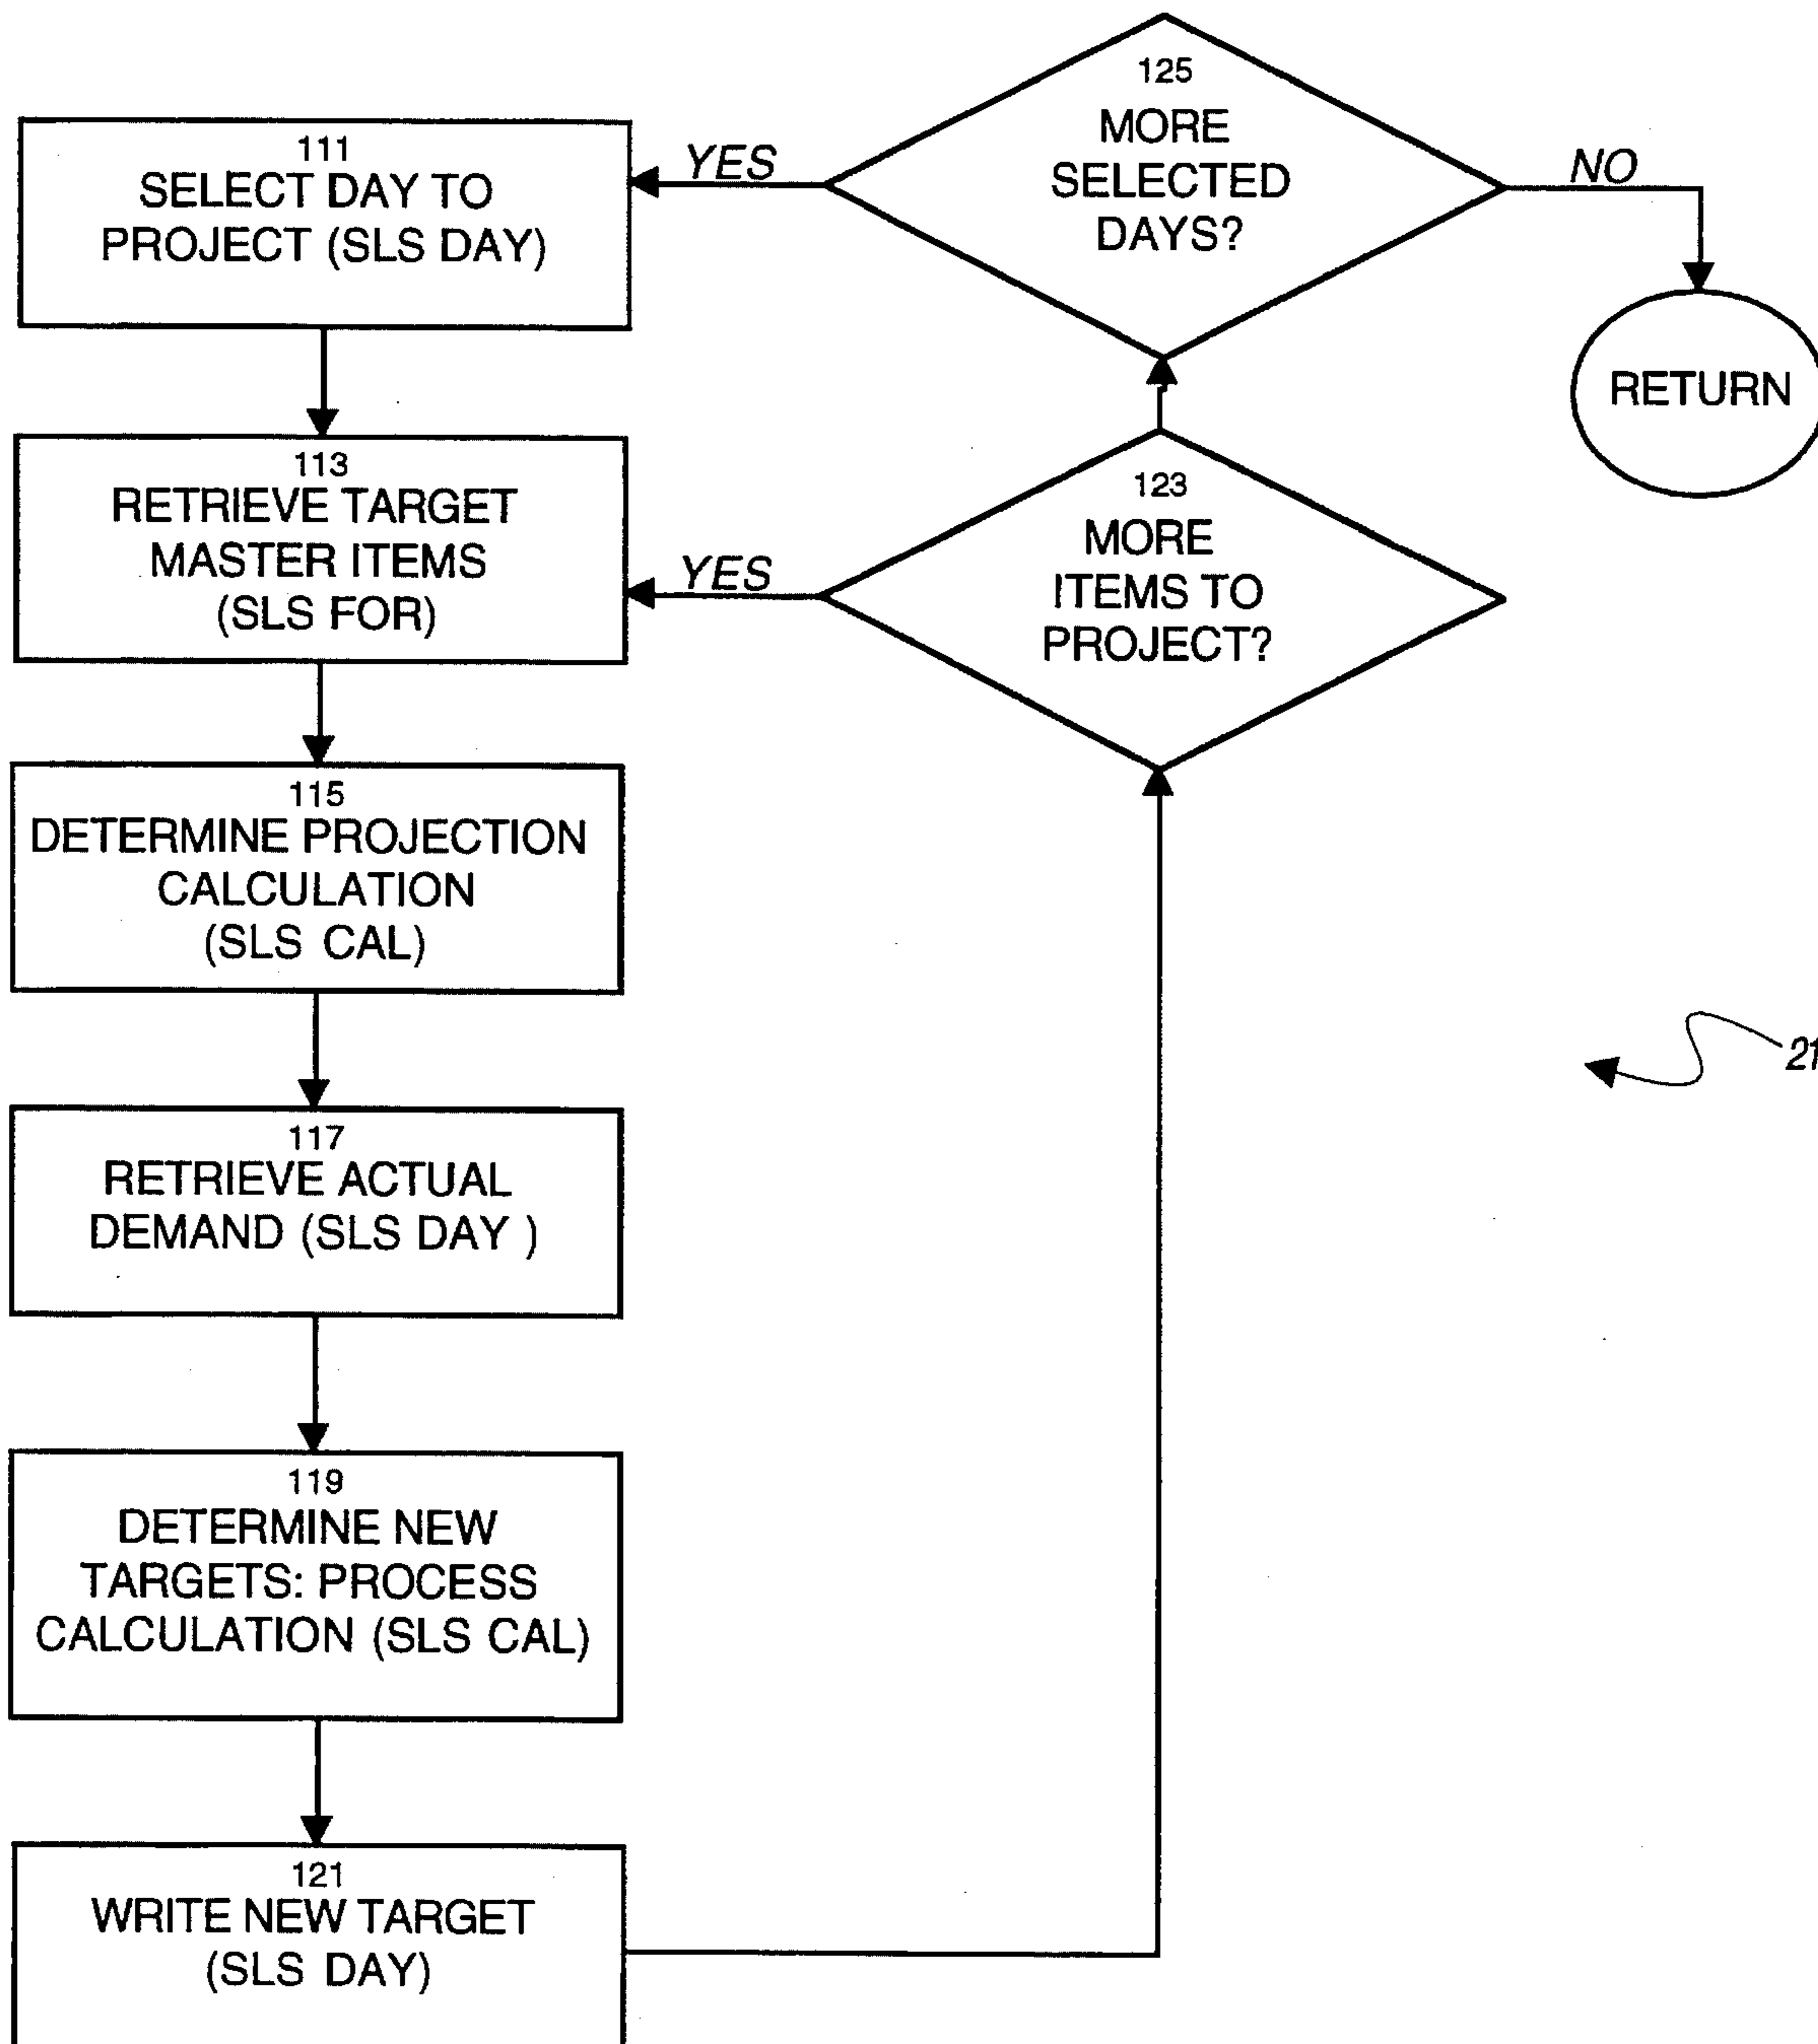 111
SELECT DAY TO
PROJECT (SLS DAY)
113
RETRIEVE TARGET
MASTER ITEMS
(SLS FOR)
115
DETERMINE PROJECTION
CALCULATION
(SLS CAL)
117
RETRIEVE ACTUAL
DEMAND (SLS DAY )
119
DETERMINE NEW
TARGETS: PROCESS
CALCULATION (SLS CAL)
121
WRITE NEW TARGET
(SLS DAY)
123
MORE
ITEMS TO
PROJECT?
YES
125
MORE
SELECTED
DAYS?
YES
NO
RETURN
21